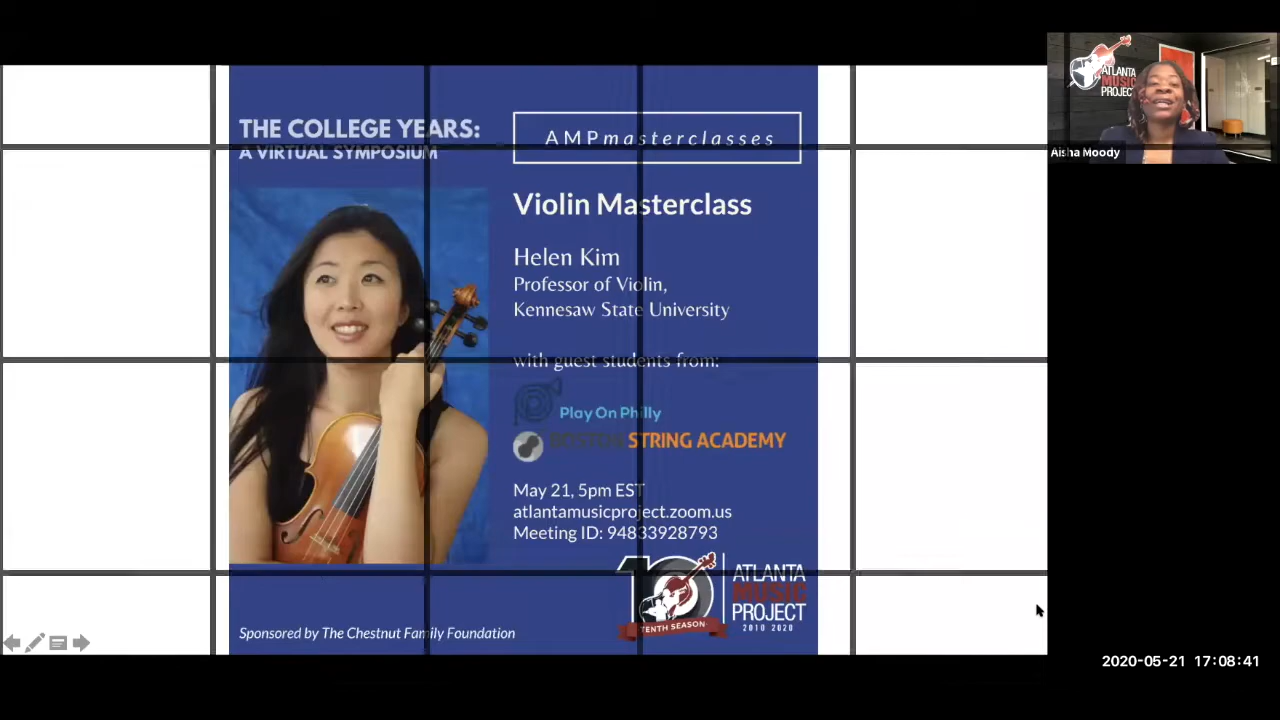 THE COLLEGE YEARS:
A VIRTUAL SYMPOSIUM
AMPmasterclasses
Violin Masterclass
Helen Kim
Professor of Violin,
Kennesaw State University
with guest students from:
Play On Philly
BOSTON STRING ACADEMY
May 21, 5pm EST
atlantamusicproject.zoom.us
Meeting ID: 94833928793
10
TENTH SEASON
ATLANTA
MUSIC
PROJECT
2010 2020
Sponsored by The Chestnut Family Foundation
ATLANTA
MUSIC
PROJECT
Aisha Moody
2020-05-21 17:08:41